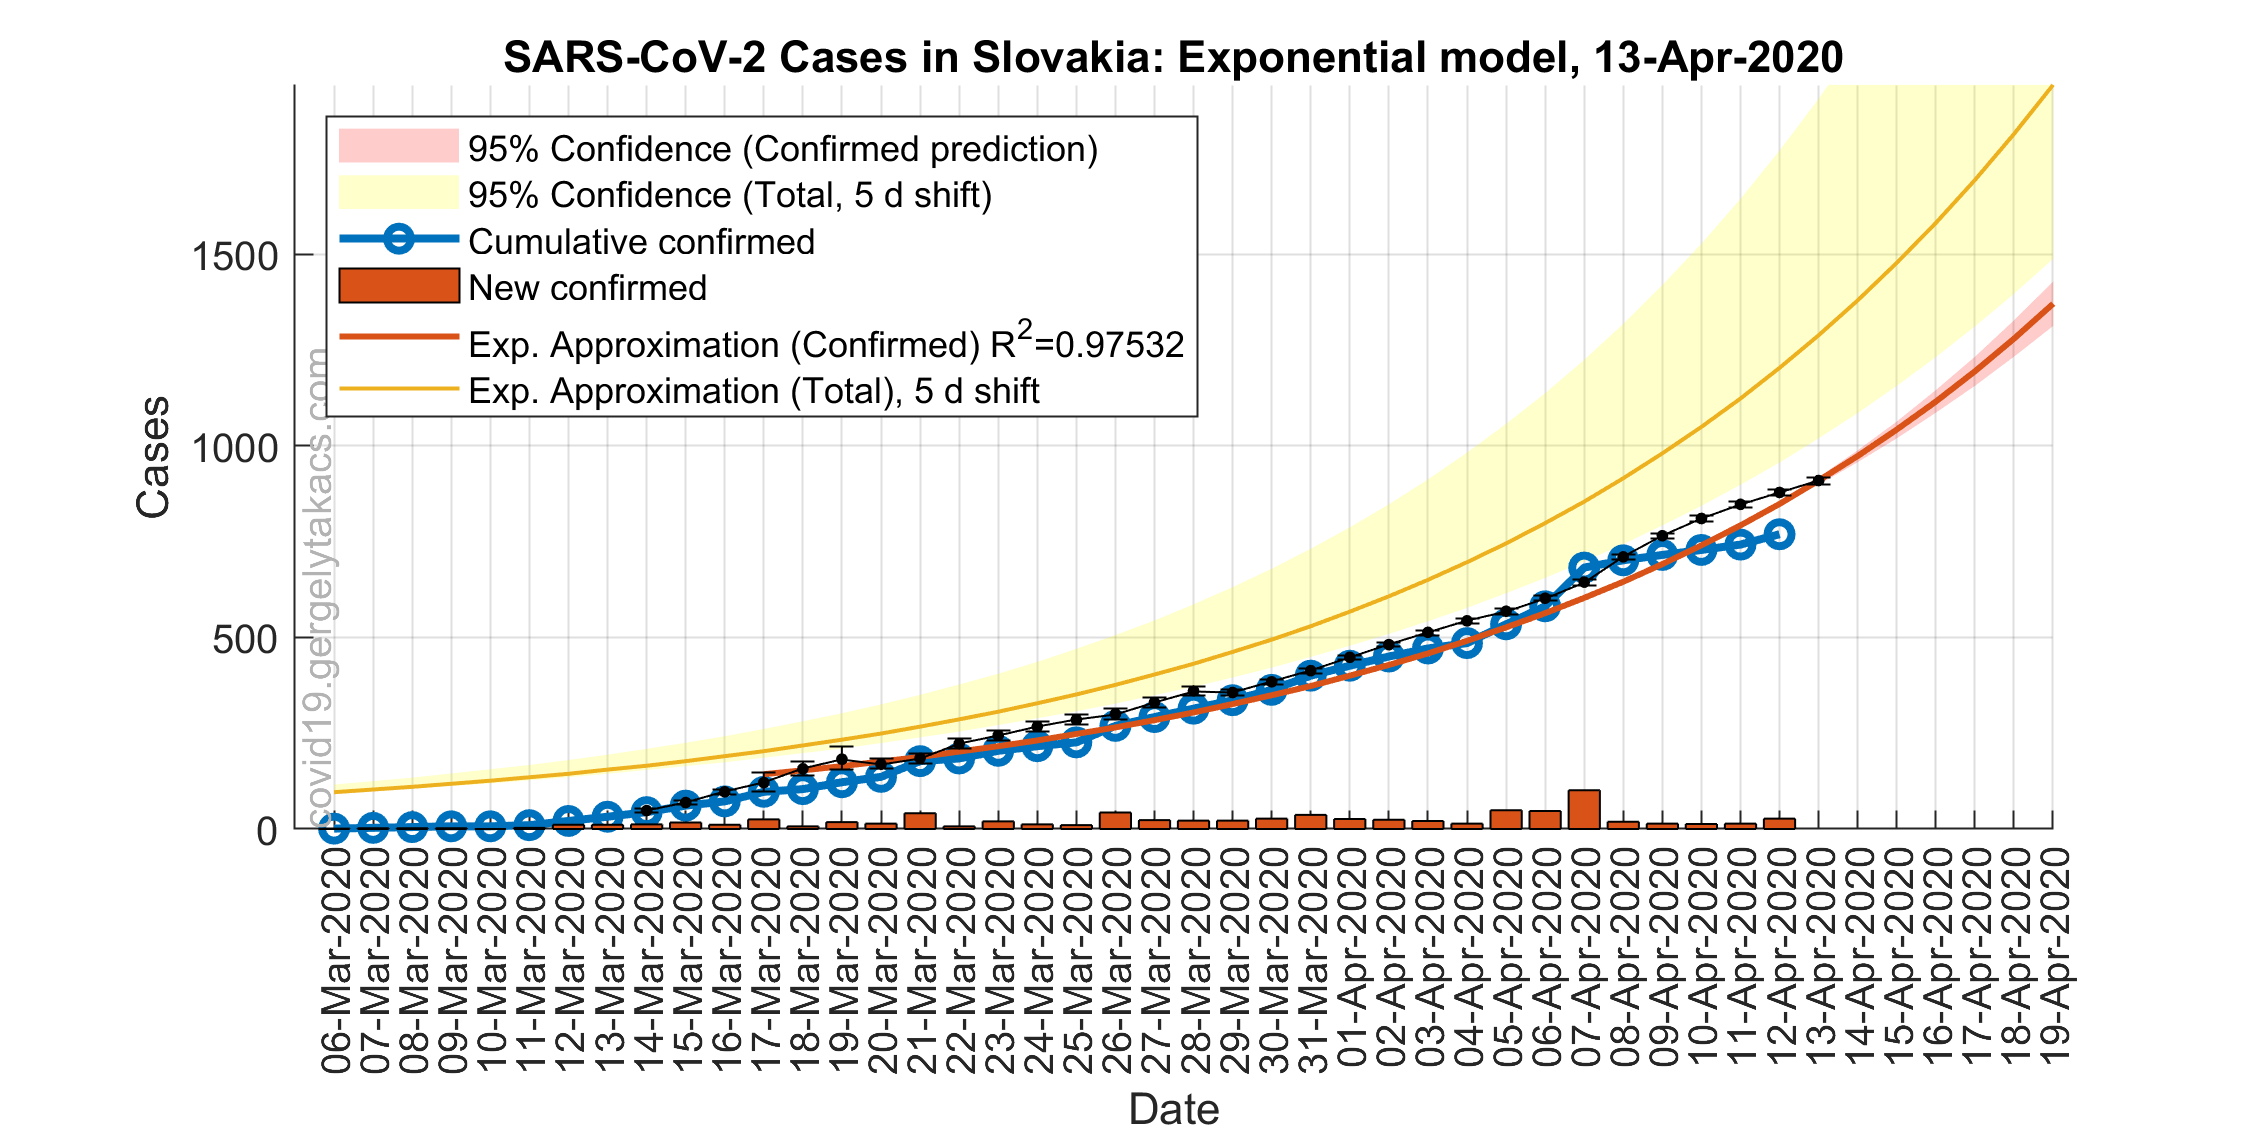 SARS-CoV-2 Cases in Slovakia: Exponential model, 13-Apr-2020
95% Confidence (Confirmed prediction)
95% Confidence (Total, 5 d shift)
Cumulative confirmed
New confirmed
Exp. Approximation (Confirmed) R²=0.97532
Exp. Approximation (Total), 5 d shift
Cases
1500
1000
500
0
covid19.gergelytakacs.com
06-Mar-2020
07-Mar-2020
08-Mar-2020
09-Mar-2020
10-Mar-2020
11-Mar-2020
12-Mar-2020
13-Mar-2020
14-Mar-2020
15-Mar-2020
16-Mar-2020
17-Mar-2020
18-Mar-2020
19-Mar-2020
20-Mar-2020
21-Mar-2020
22-Mar-2020
23-Mar-2020
24-Mar-2020
25-Mar-2020
26-Mar-2020
27-Mar-2020
28-Mar-2020
29-Mar-2020
30-Mar-2020
31-Mar-2020
01-Apr-2020
02-Apr-2020
03-Apr-2020
04-Apr-2020
05-Apr-2020
06-Apr-2020
07-Apr-2020
08-Apr-2020
09-Apr-2020
10-Apr-2020
11-Apr-2020
12-Apr-2020
13-Apr-2020
14-Apr-2020
15-Apr-2020
16-Apr-2020
17-Apr-2020
18-Apr-2020
19-Apr-2020
Date